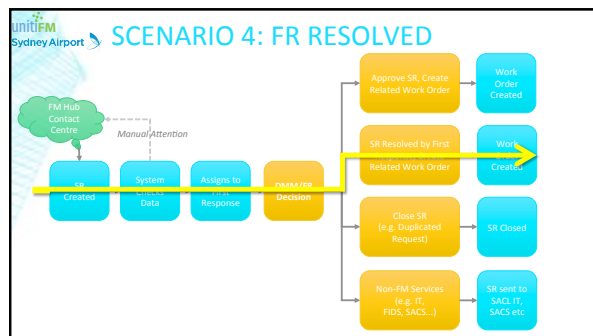 unitiFM
Sydney Airport
SCENARIO 4: FR RESOLVED
FM Hub
Contact
Centre
Manual Attention
SR
Created
System
Checks
Data
Assigns to
First
Response
DMM/FR
Decision
Approve SR, Create
Related Work Order
Work
Order
Created
SR Resolved by First
Related Work Order
Work
Created
Close SR
(e.g. Duplicated
Request)
SR Closed
Non-FM Services
(e.g. IT,
FIDS, SACS...)
SR sent to
SACL IT,
SACS etc